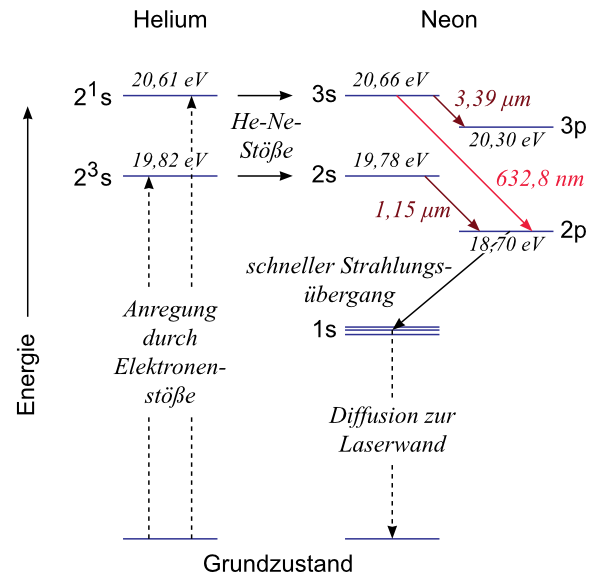 Helium
Neon
20,61 eV
20,66 eV
2¹s
3s
3,39 µm
He-Ne-
Stöße
20,30 eV
3p
19,82 eV
19,78 eV
2³s
2s
632,8 nm
1,15 µm
18,70 eV
2p
schneller Strahlungs-
übergang
1s
Anregung
durch
Elektronen-
stöße
Energie
Diffusion zur
Laserwand
Grundzustand